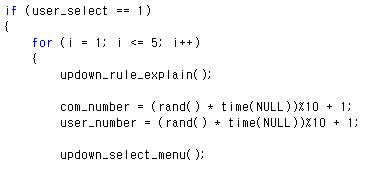 if (user_select == 1)
{
for (i = 1; i <= 5; i++)
{
updown_rule_explain();
com_number = (rand() * time(NULL))%10 + 1;
user_number = (rand() * time(NULL))%10 + 1;
updown_select_menu();